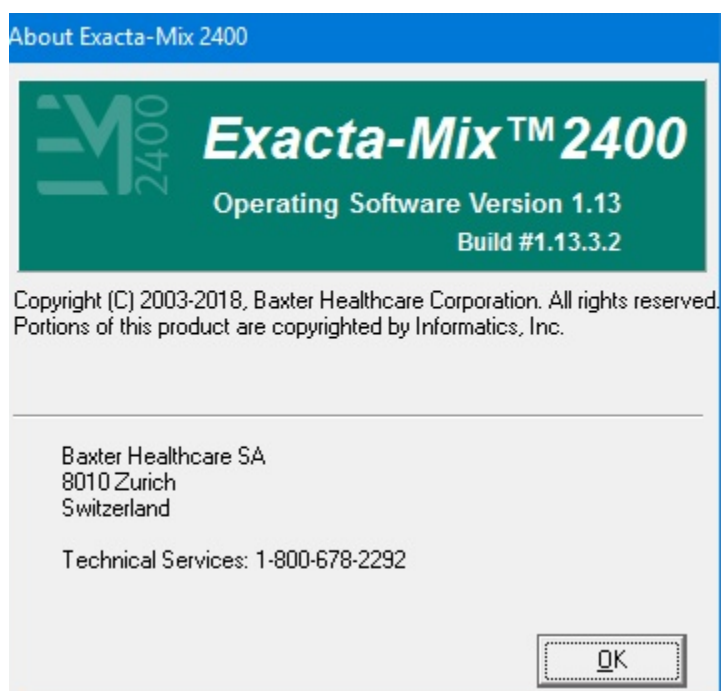 About Exacta-Mix 2400
EM
2400
Exacta-Mix™2400
Operating Software Version 1.13
Build #1.13.3.2
Copyright (C) 2003-2018, Baxter Healthcare Corporation. All rights reserved.
Portions of this product are copyrighted by Informatics, Inc.
Baxter Healthcare SA
8010 Zurich
Switzerland
Technical Services: 1-800-678-2292
OK